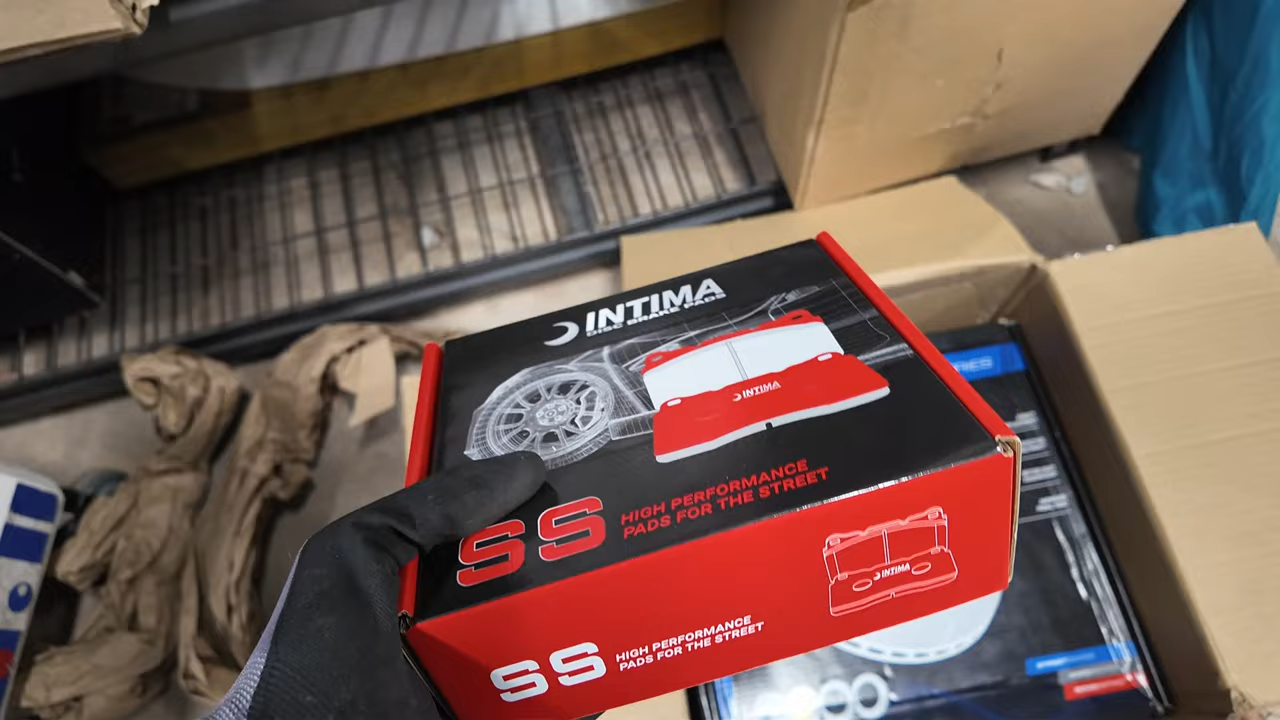 INTIMA
DISC BRAKE PADS
INTIMA
SS
HIGH PERFORMANCE
PADS FOR THE STREET
INTIMA
SS
HIGH PERFORMANCE
PADS FOR THE STREET